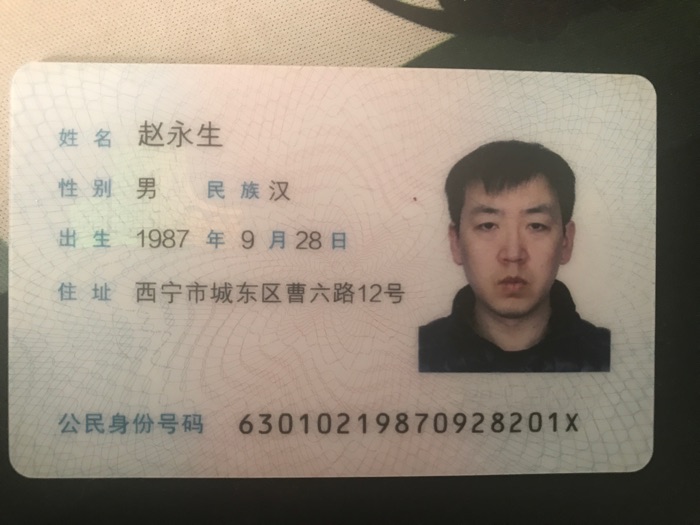 姓名 赵永生
性别 男 民族 汉
出生 1987 年 9 月 28 日
住址 西宁市城东区曹六路12号
公民身份号码 63010219870928201X